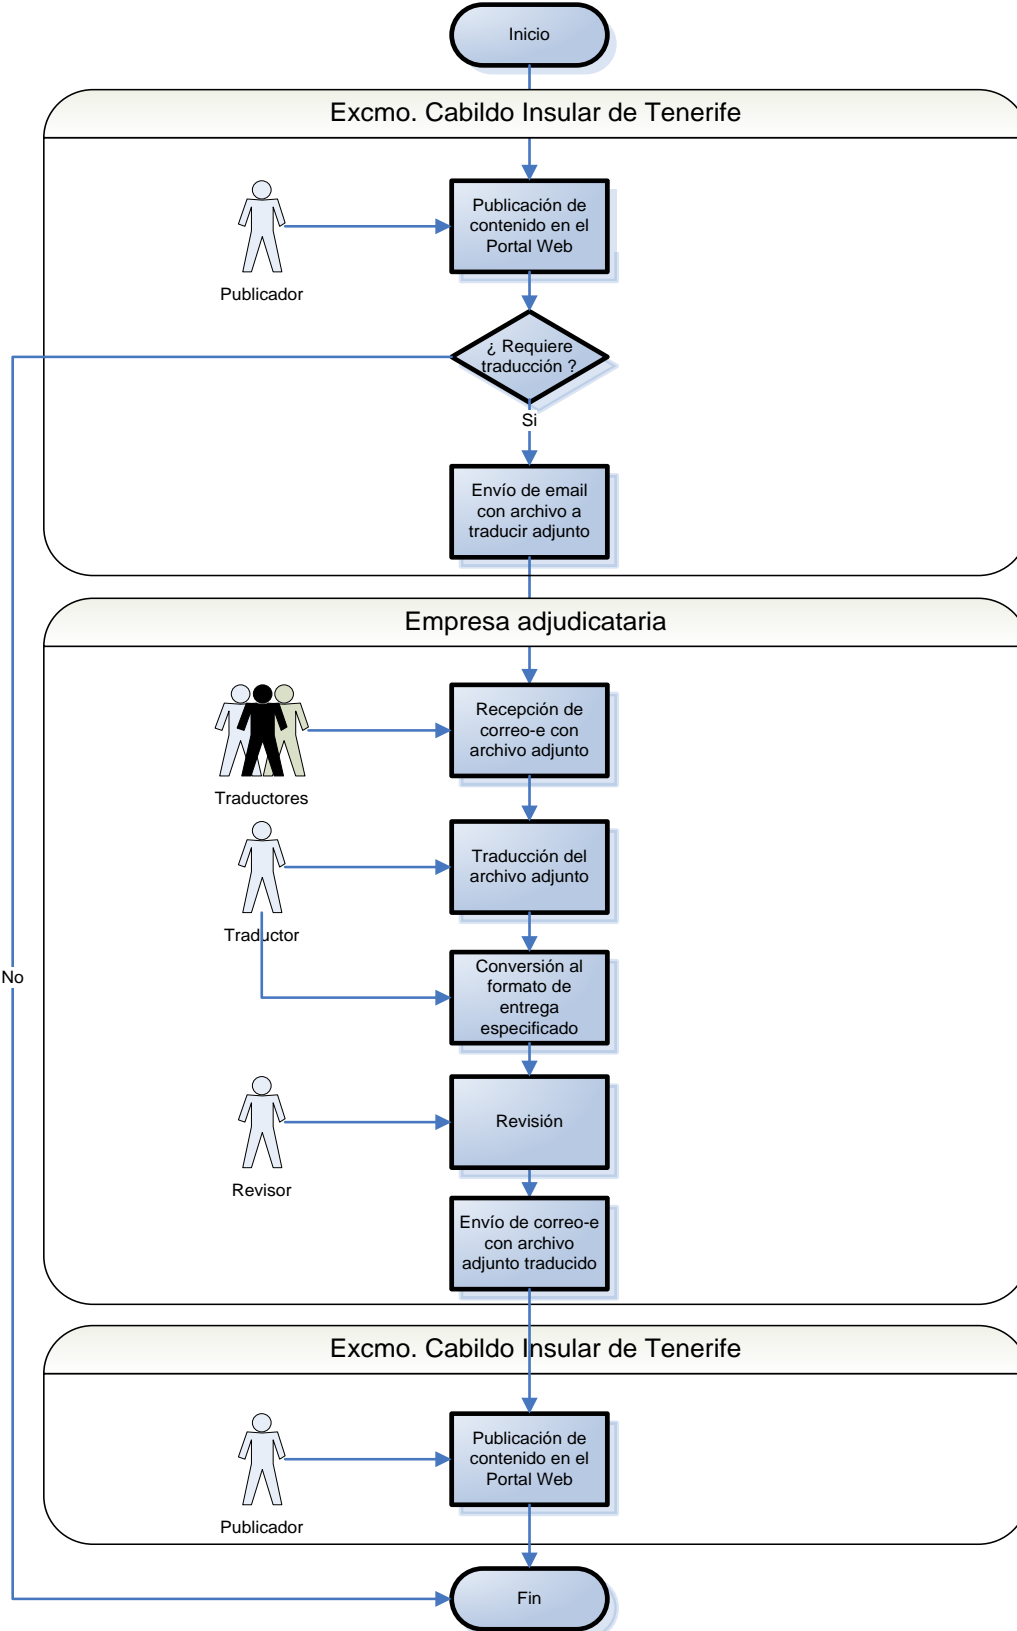 Inicio
Excmo. Cabildo Insular de Tenerife
Publicación de
contenido en el
Portal Web
Publicador
¿ Requiere
traducción ?
Si
Envío de email
con archivo a
traducir adjunto
Empresa adjudicataria
Recepción de
correo-e con
archivo adjunto
Traductores
Traducción del
archivo adjunto
Traductor
No
Conversión al
formato de
entrega
especificado
Revisión
Revisor
Envío de correo-e
con archivo
adjunto traducido
Excmo. Cabildo Insular de Tenerife
Publicación de
contenido en el
Portal Web
Publicador
Fin